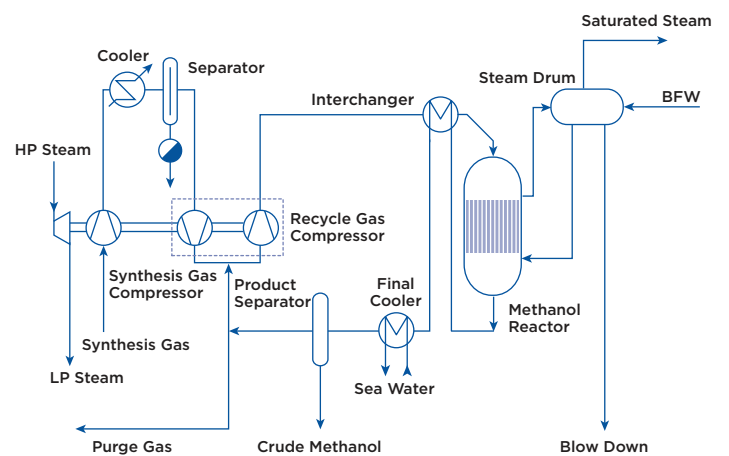 Saturated Steam
Cooler
Separator
Steam Drum
Interchanger
BFW
HP Steam
Recycle Gas
Compressor
Synthesis Gas
Compressor
Product
Separator
Final
Cooler
Methanol
Reactor
Synthesis Gas
LP Steam
Sea Water
Purge Gas
Crude Methanol
Blow Down